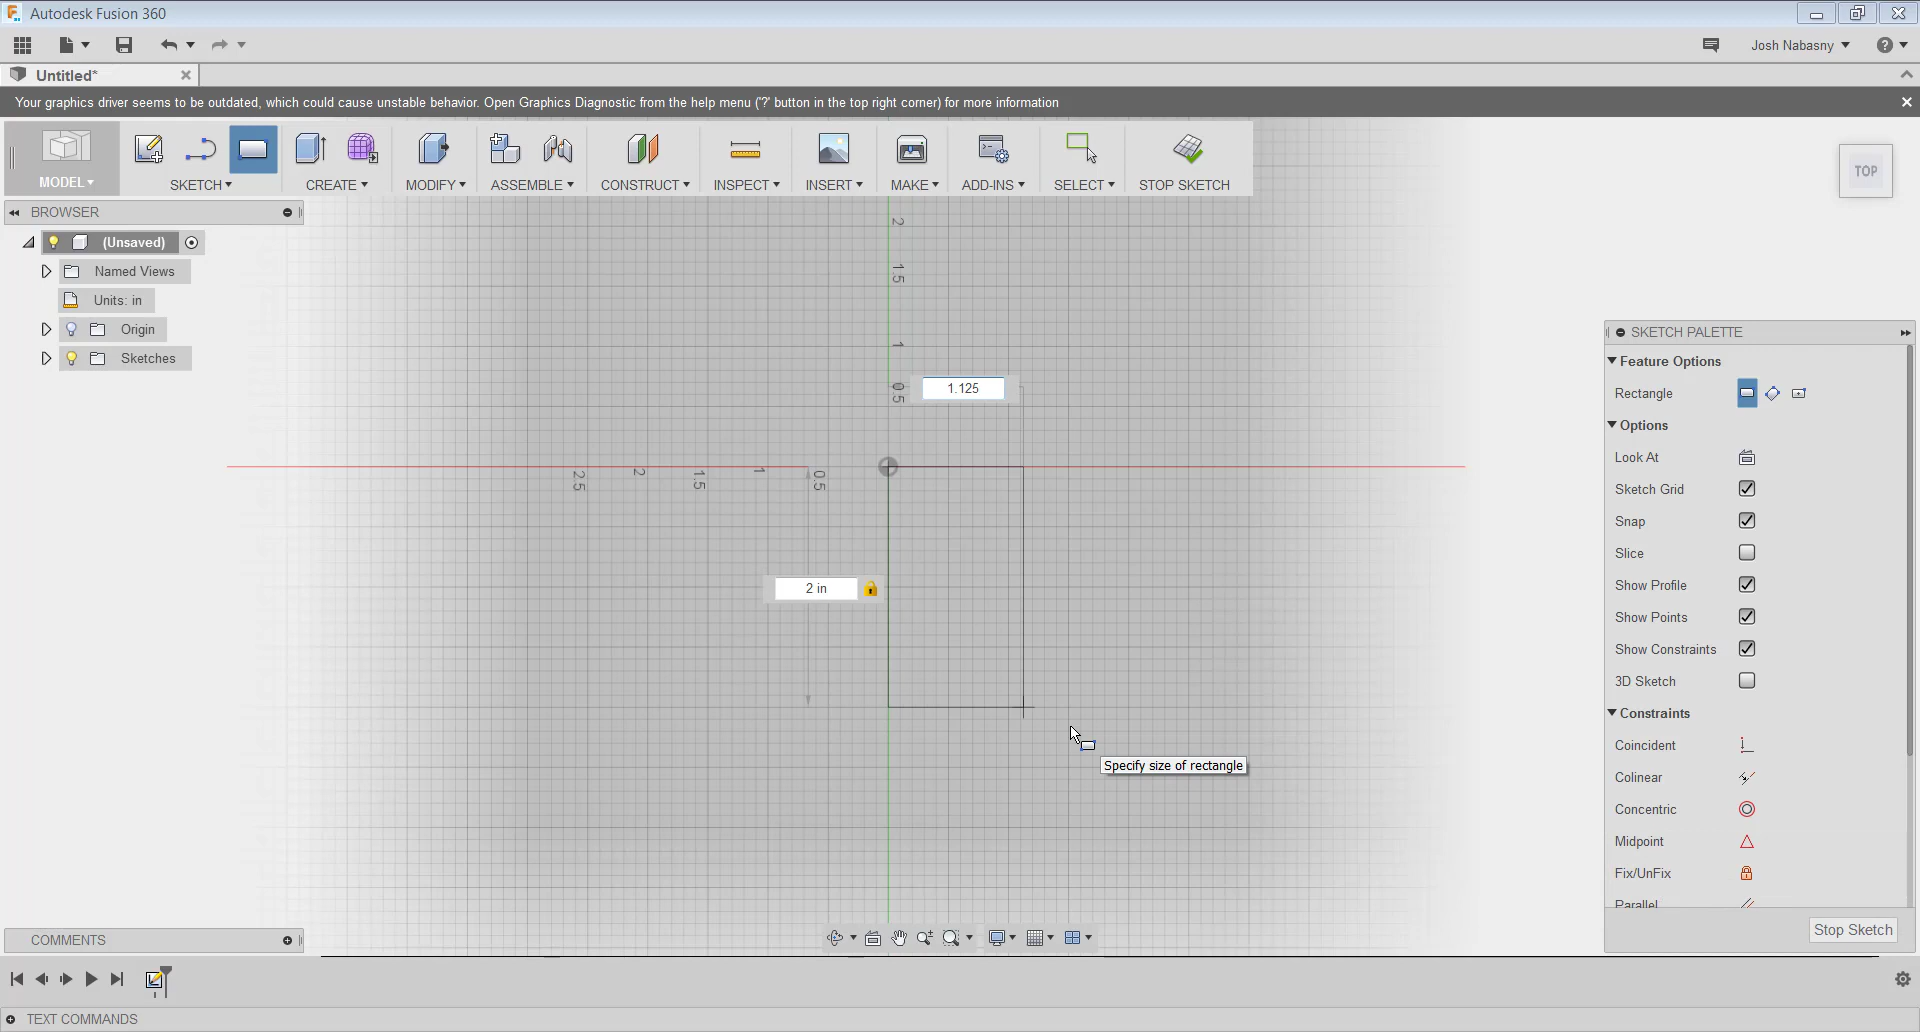 Autodesk Fusion 360
Josh Nabasny
Untitled*
Your graphics driver seems to be outdated, which could cause unstable behavior. Open Graphics Diagnostic from the help menu ('?' button in the top right corner) for more information
MODEL
SKETCH
CREATE
MODIFY
ASSEMBLE
CONSTRUCT
INSPECT
INSERT
MAKE
ADD-INS
SELECT
STOP SKETCH
TOP
BROWSER
(Unsaved)
Named Views
Units: in
Origin
Sketches
2
1.5
1
0.5
1.125
2.5
2
1.5
1
0.5
2 in
Specify size of rectangle
SKETCH PALETTE
Feature Options
Rectangle
Options
Look At
Sketch Grid
Snap
Slice
Show Profile
Show Points
Show Constraints
3D Sketch
Constraints
Coincident
Colinear
Concentric
Midpoint
Fix/UnFix
Parallel
Stop Sketch
COMMENTS
TEXT COMMANDS